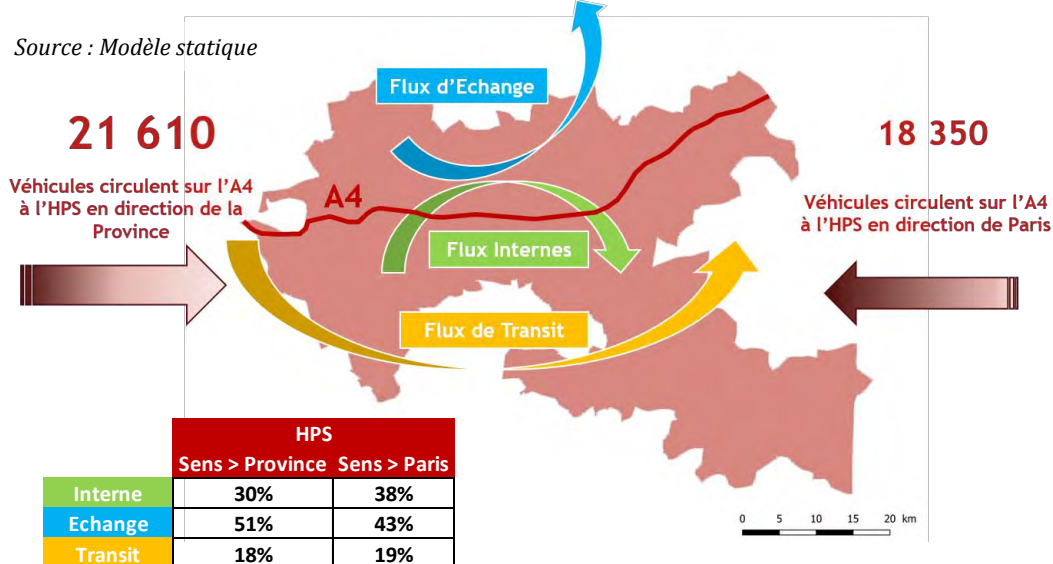 Source : Modèle statique
Flux d'Echange
21 610
18 350
Véhicules circulent sur l'A4
à l'HPS en direction de la
Province
A4
Véhicules circulent sur l'A4
à l'HPS en direction de Paris
Flux Internes
Flux de Transit
HPS
Sens > Province Sens > Paris
Interne 30% 38%
Echange 51% 43%
Transit 18% 19%
0 5 10 15 20 km